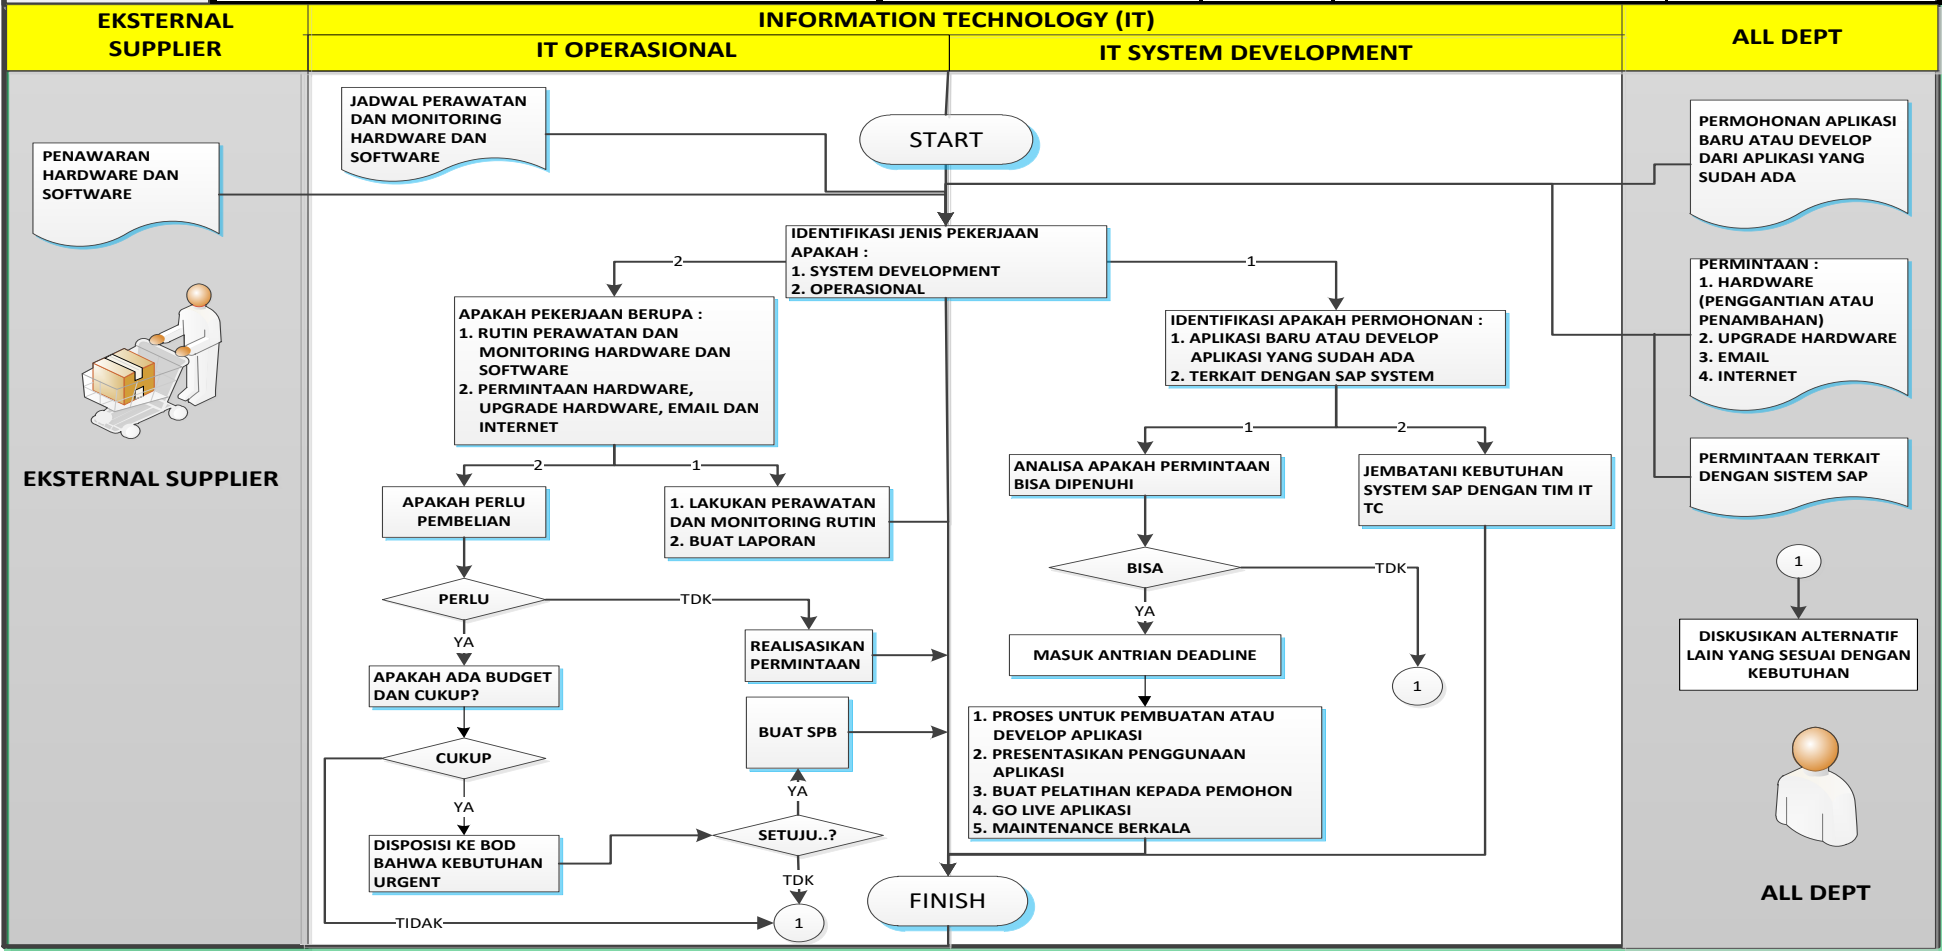 EKSTERNAL
SUPPLIER
INFORMATION TECHNOLOGY (IT)
IT OPERASIONAL
IT SYSTEM DEVELOPMENT
ALL DEPT
PENAWARAN
HARDWARE DAN
SOFTWARE
EKSTERNAL SUPPLIER
JADWAL PERAWATAN
DAN MONITORING
HARDWARE DAN
SOFTWARE
START
IDENTIFIKASI JENIS PEKERJAAN
APAKAH :
1. SYSTEM DEVELOPMENT
2. OPERASIONAL
2
1
APAKAH PEKERJAAN BERUPA :
1. RUTIN PERAWATAN DAN
MONITORING HARDWARE DAN
SOFTWARE
2. PERMINTAAN HARDWARE,
UPGRADE HARDWARE, EMAIL DAN
INTERNET
2
1
APAKAH PERLU
PEMBELIAN
1. LAKUKAN PERAWATAN
DAN MONITORING RUTIN
2. BUAT LAPORAN
PERLU
TDK
YA
REALISASIKAN
PERMINTAAN
APAKAH ADA BUDGET
DAN CUKUP?
CUKUP
YA
BUAT SPB
YA
DISPOSISI KE BOD
BAHWA KEBUTUHAN
URGENT
SETUJU..?
TDK
TIDAK
1
IDENTIFIKASI APAKAH PERMOHONAN :
1. APLIKASI BARU ATAU DEVELOP
APLIKASI YANG SUDAH ADA
2. TERKAIT DENGAN SAP SYSTEM
1
2
ANALISA APAKAH PERMINTAAN
BISA DIPENUHI
JEMBATANI KEBUTUHAN
SYSTEM SAP DENGAN TIM IT
TC
BISA
TDK
YA
MASUK ANTRIAN DEADLINE
1
1. PROSES UNTUK PEMBUATAN ATAU
DEVELOP APLIKASI
2. PRESENTASIKAN PENGGUNAAN
APLIKASI
3. BUAT PELATIHAN KEPADA PEMOHON
4. GO LIVE APLIKASI
5. MAINTENANCE BERKALA
FINISH
PERMOHONAN APLIKASI
BARU ATAU DEVELOP
DARI APLIKASI YANG
SUDAH ADA
PERMINTAAN :
1. HARDWARE
(PENGGANTIAN ATAU
PENAMBAHAN)
2. UPGRADE HARDWARE
3. EMAIL
4. INTERNET
PERMINTAAN TERKAIT
DENGAN SISTEM SAP
1
DISKUSIKAN ALTERNATIF
LAIN YANG SESUAI DENGAN
KEBUTUHAN
ALL DEPT